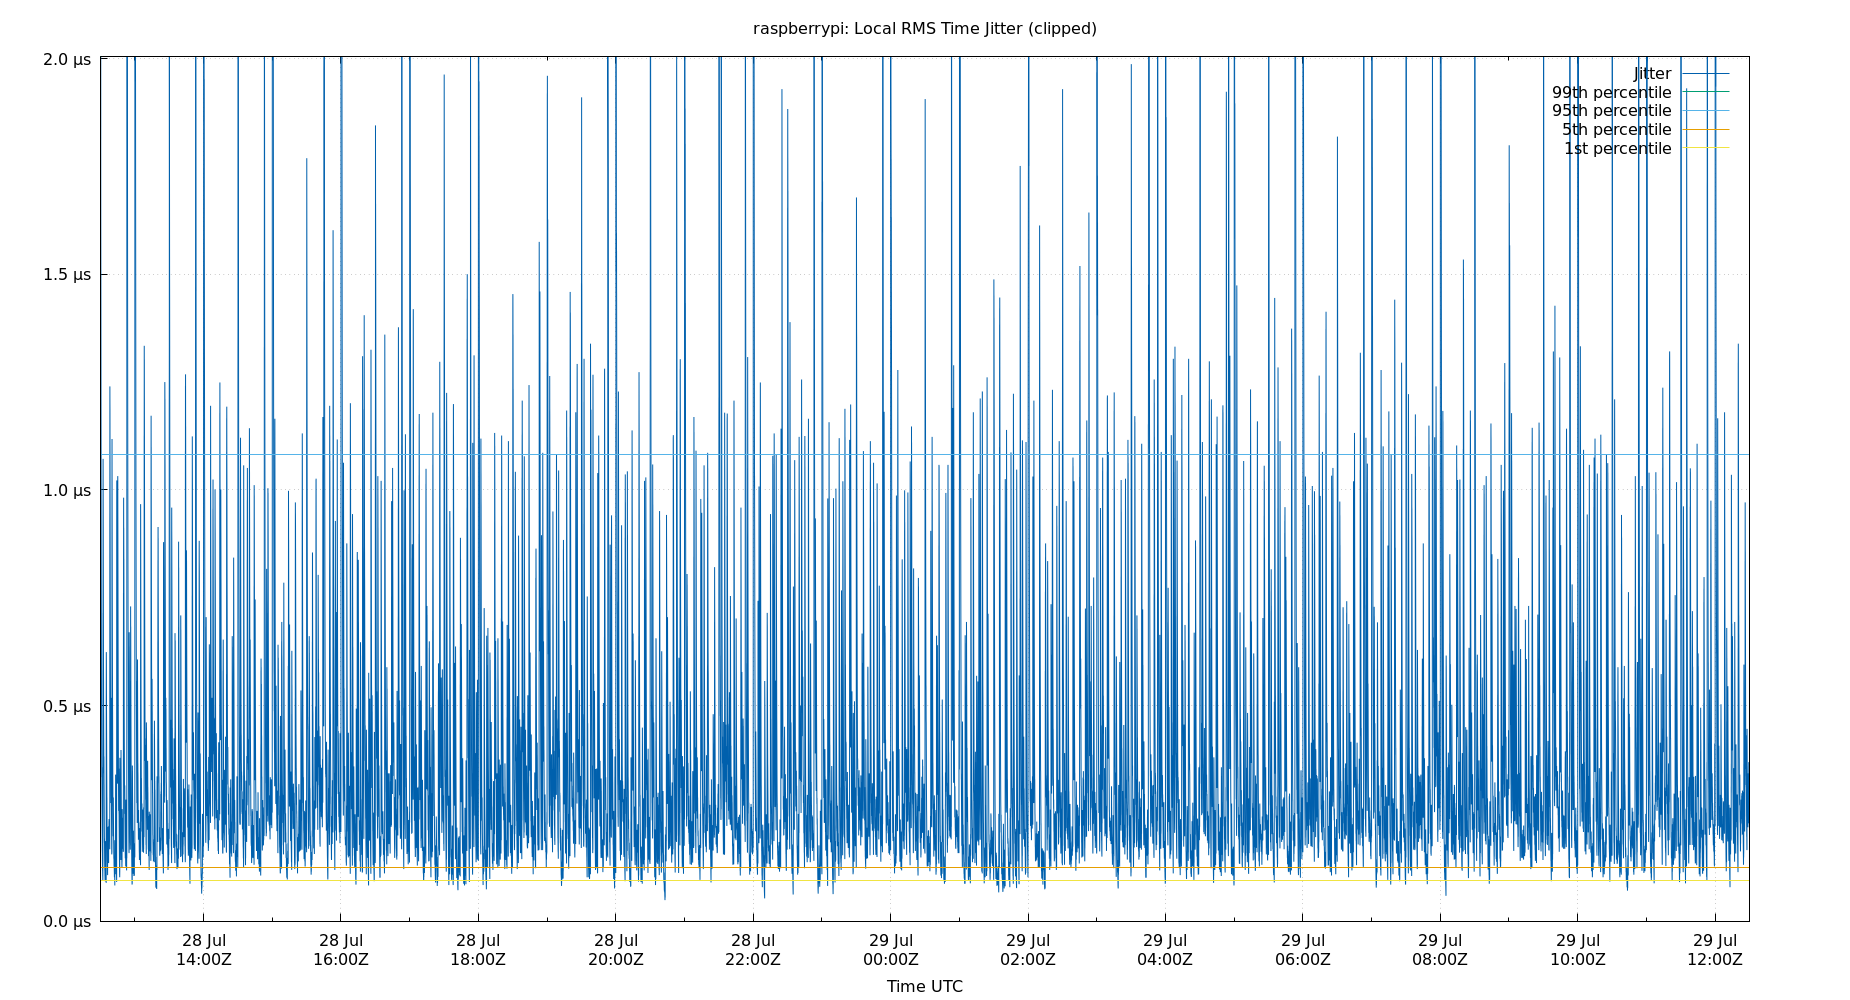 raspberrypi: Local RMS Time Jitter (clipped)
2.0 µs
1.5 µs
1.0 µs
0.5 µs
0.0 µs
Jitter
99th percentile
95th percentile
5th percentile
1st percentile
28 Jul 28 Jul 28 Jul 28 Jul 28 Jul 29 Jul 29 Jul 29 Jul 29 Jul 29 Jul 29 Jul 29 Jul
14:00Z 16:00Z 18:00Z 20:00Z 22:00Z 00:00Z 02:00Z 04:00Z 06:00Z 08:00Z 10:00Z 12:00Z
Time UTC